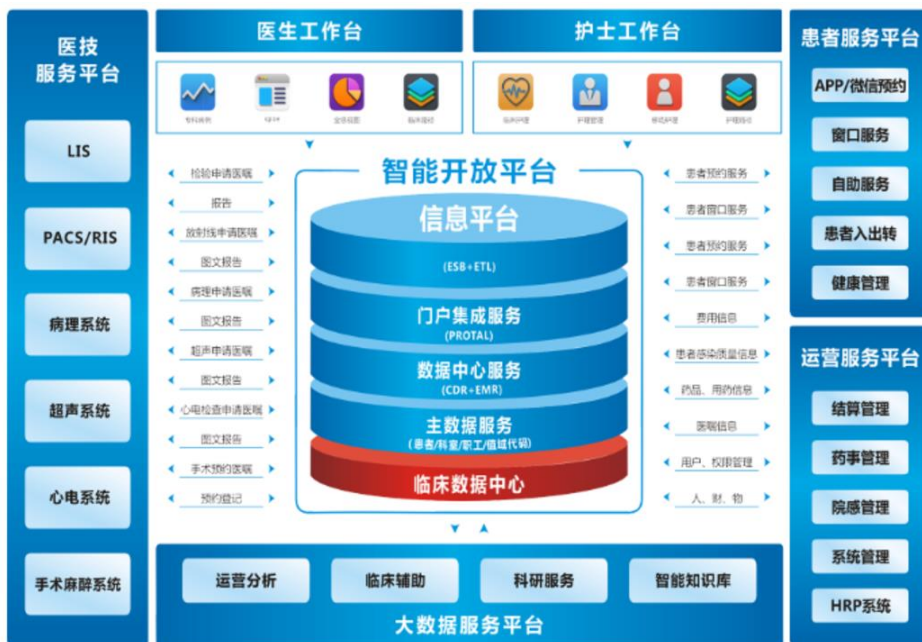 医技
服务平台
LIS
PACS/RIS
病理系统
超声系统
心电系统
手术麻醉系统
医生工作台
护士工作台
智能开放平台
信息平台
(ESB+ETL)
门户集成服务
(PROTAL)
数据中心服务
(CDR+EMR)
主数据服务
(患者/科室/职工/值域代码)
临床数据中心
检验申请医嘱
报告
放射线申请医嘱
图文报告
病理申请医嘱
图文报告
超声申请医嘱
图文报告
心电检查申请医嘱
图文报告
手术预约医嘱
预约登记
患者预约服务
患者窗口服务
患者预约服务
患者窗口服务
费用信息
患者感染质量信息
药品、用药信息
医嘱信息
用户、权限管理
人、财、物
运营分析
临床辅助
科研服务
智能知识库
大数据服务平台
患者服务平台
APP/微信预约
窗口服务
自助服务
患者入出转
健康管理
运营服务平台
结算管理
药事管理
院感管理
系统管理
HRP系统